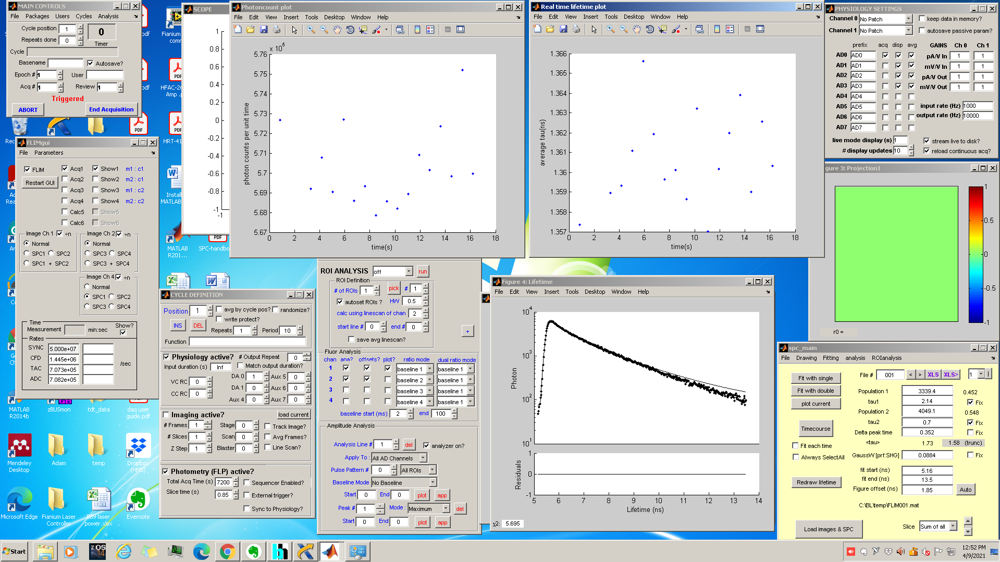 MAIN CONTROLS
File Packages Users Cycles Analysis
Cycle position 1
Repeats done 0
0
Timer
Cycle
Basename Autosave?
Epoch # 1 User
Acq # 1 Review 1
Triggered
ABORT End Acquisition
SCOPE
1
0.8
0.6
0.4
0.2
0
-0.2
-0.4
-0.6
-0.8
-1
-1
Photoncount plot
File Edit View Insert Tools Desktop Window Help
x 10^5
5.76
5.75
5.74
5.73
5.72
5.71
5.7
5.69
5.68
5.67
0 2 4 6 8 10 12 14 16 18
photon counts per unit time
time(s)
Real time lifetime plot
File Edit View Insert Tools Desktop Window Help
1.366
1.365
1.364
1.363
1.362
1.361
1.36
1.359
1.358
1.357
0 2 4 6 8 10 12 14 16 18
average tau(ns)
time(s)
PHYSIOLOGY SETTINGS
Channel 0 No Patch keep data in memory?
Channel 1 No Patch autosave passive param?
prefix acq disp avg GAINS Ch 0 Ch 1
AD0 AD0 pA/V In 1 1
AD1 AD1 mV/V In 1 1
AD2 AD2 pA/V Out 1 1
AD3 AD3 mV/V Out 1 1
AD4 AD4
AD5 AD5 input rate (Hz) 1000
AD6 AD6 output rate (Hz) 10000
AD7 AD7
live mode display (s) 1 stream live to disk?
# display updates 10 reload continuous acq?
gure 3: Projection1
1
0.5
0
-0.5
-1
r0 =
FLIMgui
File Parameters
FLIM Acq1 Show1 m1 : c1
Restart GUI Acq2 Show2 m2 : c1
Acq3 Show3 m1 : c2
Acq4 Show4 m2 : c2
Calc5 Show5
Calc6 Show6
Image Ch 1 ÷n Image Ch 2 ÷n
Normal Normal
SPC1 SPC2 SPC3 SPC4
SPC1 + SPC2 SPC3 + SPC4
Image Ch 4 ÷n
Normal
SPC1 SPC2
SPC3 SPC4
Time
Measurement min:sec Show?
Rates
SYNC 5.000e+07
CFD 1.445e+06
TAC 7.073e+05
ADC 7.082e+05
/sec
CYCLE DEFINITION
Position 1 avg by cycle pos? randomize?
write protect?
INS DEL Repeats 1 Period 10
Function
Physiology active? # Output Repeat 0
Input duration (s) Inf Match output duration?
VC RC 0 DA 0 1 Aux 5 0
CC RC 0 DA 1 0 Aux 6 0
Aux 4 0 Aux 7 0
Imaging active? load current
# Frames 1 Stage 0 Track Image?
# Slices 1 Scan 0 Avg Frames?
Z Step 1 Blaster 0 Line Scan?
Photometry (FLP) active?
Total Acq Time (s) 7200 Sequencer Enabled?
Slice time (s) 0.85 External trigger?
Sync to Physiology?
ROI ANALYSIS off run
ROI Definition
# of ROIs 1 pick # 1
autoset ROIs ? HW 0.5
calc using linescan of chan 2
start line # 0 end # 0
save avg linescan?
+
Fluor Analysis
chan ana? offsets? plot? ratio mode dual ratio mode
1 baseline 1 baseline 1
2 baseline 2 baseline 1
3 baseline 3 baseline 1
4 baseline 4 baseline 1
baseline start (ms) 2 end 100
Amplitude Analysis
Analysis Line # 1 del analyzer on?
Apply To : All AD Channels
Pulse Pattern # 0 All ROIs
Baseline Mode No Baseline
Start 0 End 0 plot app
Peak # 1 Mode : Maximum del
Start 0 End 0 plot app
Figure 4: Lifetime
File Edit View Insert Tools Desktop Window Help
10^4
10^3
10^2
10^1
Photon
1
0
-1
Residuals
5 6 7 8 9 10 11 12 13 14
Lifetime (ns)
χ2: 5.695
spc_main
File Drawing Fitting analysis ROIanalysis
Fit with single File # 001 < > XLS XLS> 1
Fit with double Population 1 3339.4 0.452
plot current tau1 2.14 Fix
Population 2 4049.1 0.548
tau2 0.7 Fix
Timecourse Delta peak time 0.352 Fix
<tau> 1.73 1.58 (trunc)
Fit each time
Always SelectAll GaussW [prf:SHG] 0.0884 Fix
fit start (ns) 5.16
Redraw lifetime fit end (ns) 13.5
Figure offset (ns) 1.85 Auto
C:\BL\temp\FLIM001.mat
Load images & SPC Slice Sum of all
Fianium
HFAC-26
Amp .p
HRT-41
Install
MATLAB
MATLAB
R201...
SPC-handbo
PDF
MATLAB
R2014b
zBUSmon
tdt_data
daq user
guide.pdf
Mendeley
Desktop
Adam
temp
Dropbox
(HMS)
Microsoft Edge
Fianium Laser
Controller
laser
power.xlsx
Evernote
Start
12:52 PM
4/9/2021